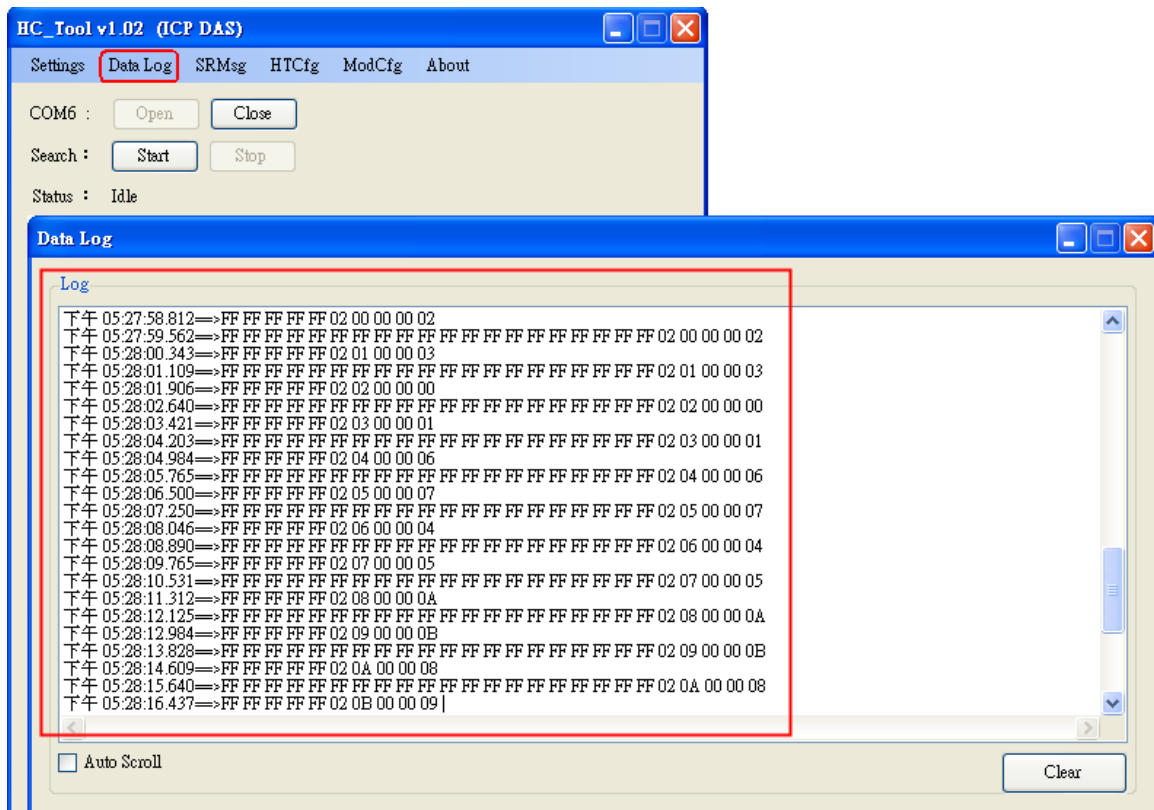 HC_Tool v1.02 (ICP DAS)
Settings Data Log SRMsg HTCfg ModCfg About
COM6 : Open Close
Search : Start Stop
Status : Idle
Data Log
Log
下午 05:27:58.812==>FF FF FF FF FF 02 00 00 00 02
下午 05:27:59.562==>FF FF FF FF FF FF FF FF FF FF FF FF FF FF FF FF FF FF FF FF 02 00 00 00 02
下午 05:28:00.343==>FF FF FF FF FF 02 01 00 00 03
下午 05:28:01.109==>FF FF FF FF FF FF FF FF FF FF FF FF FF FF FF FF FF FF FF FF 02 01 00 00 03
下午 05:28:01.906==>FF FF FF FF FF 02 02 00 00 00
下午 05:28:02.640==>FF FF FF FF FF FF FF FF FF FF FF FF FF FF FF FF FF FF FF FF 02 02 00 00 00
下午 05:28:03.421==>FF FF FF FF FF 02 03 00 00 01
下午 05:28:04.203==>FF FF FF FF FF FF FF FF FF FF FF FF FF FF FF FF FF FF FF FF 02 03 00 00 01
下午 05:28:04.984==>FF FF FF FF FF 02 04 00 00 06
下午 05:28:05.765==>FF FF FF FF FF FF FF FF FF FF FF FF FF FF FF FF FF FF FF FF 02 04 00 00 06
下午 05:28:06.500==>FF FF FF FF FF 02 05 00 00 07
下午 05:28:07.250==>FF FF FF FF FF FF FF FF FF FF FF FF FF FF FF FF FF FF FF FF 02 05 00 00 07
下午 05:28:08.046==>FF FF FF FF FF 02 06 00 00 04
下午 05:28:08.890==>FF FF FF FF FF FF FF FF FF FF FF FF FF FF FF FF FF FF FF FF 02 06 00 00 04
下午 05:28:09.765==>FF FF FF FF FF 02 07 00 00 05
下午 05:28:10.531==>FF FF FF FF FF FF FF FF FF FF FF FF FF FF FF FF FF FF FF FF 02 07 00 00 05
下午 05:28:11.312==>FF FF FF FF FF 02 08 00 00 0A
下午 05:28:12.125==>FF FF FF FF FF FF FF FF FF FF FF FF FF FF FF FF FF FF FF FF 02 08 00 00 0A
下午 05:28:12.984==>FF FF FF FF FF 02 09 00 00 0B
下午 05:28:13.828==>FF FF FF FF FF FF FF FF FF FF FF FF FF FF FF FF FF FF FF FF 02 09 00 00 0B
下午 05:28:14.609==>FF FF FF FF FF 02 0A 00 00 08
下午 05:28:15.640==>FF FF FF FF FF FF FF FF FF FF FF FF FF FF FF FF FF FF FF FF 02 0A 00 00 08
下午 05:28:16.437==>FF FF FF FF FF 02 0B 00 00 09
Auto Scroll
Clear